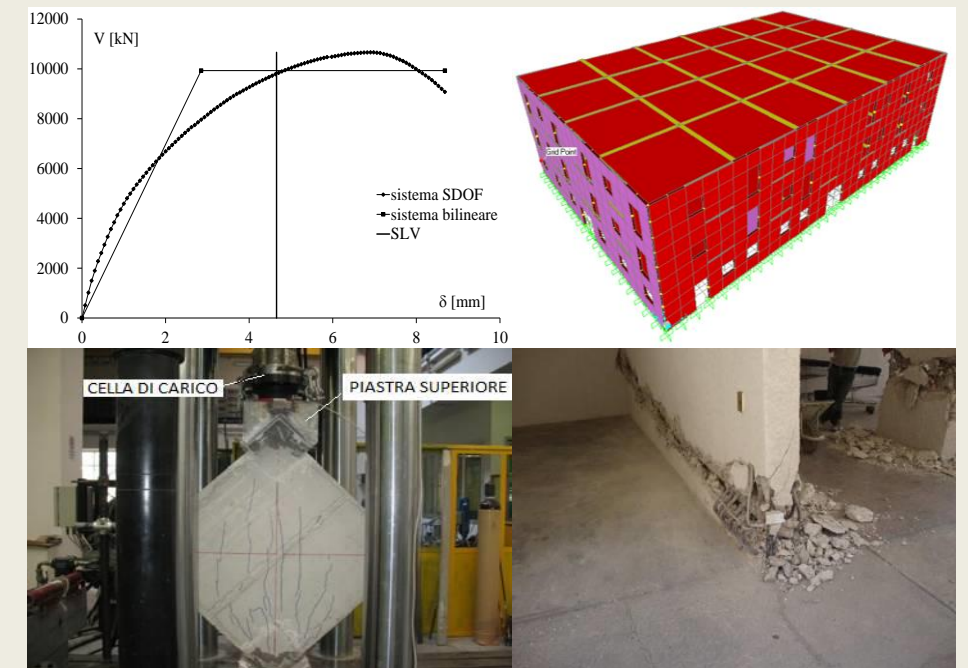 12000
V [kN]
10000
8000
6000
4000
2000
0
sistema SDOF
sistema bilineare
SLV
δ [mm]
0 2 4 6 8 10
Grid Point
CELLA DI CARICO
PIASTRA SUPERIORE